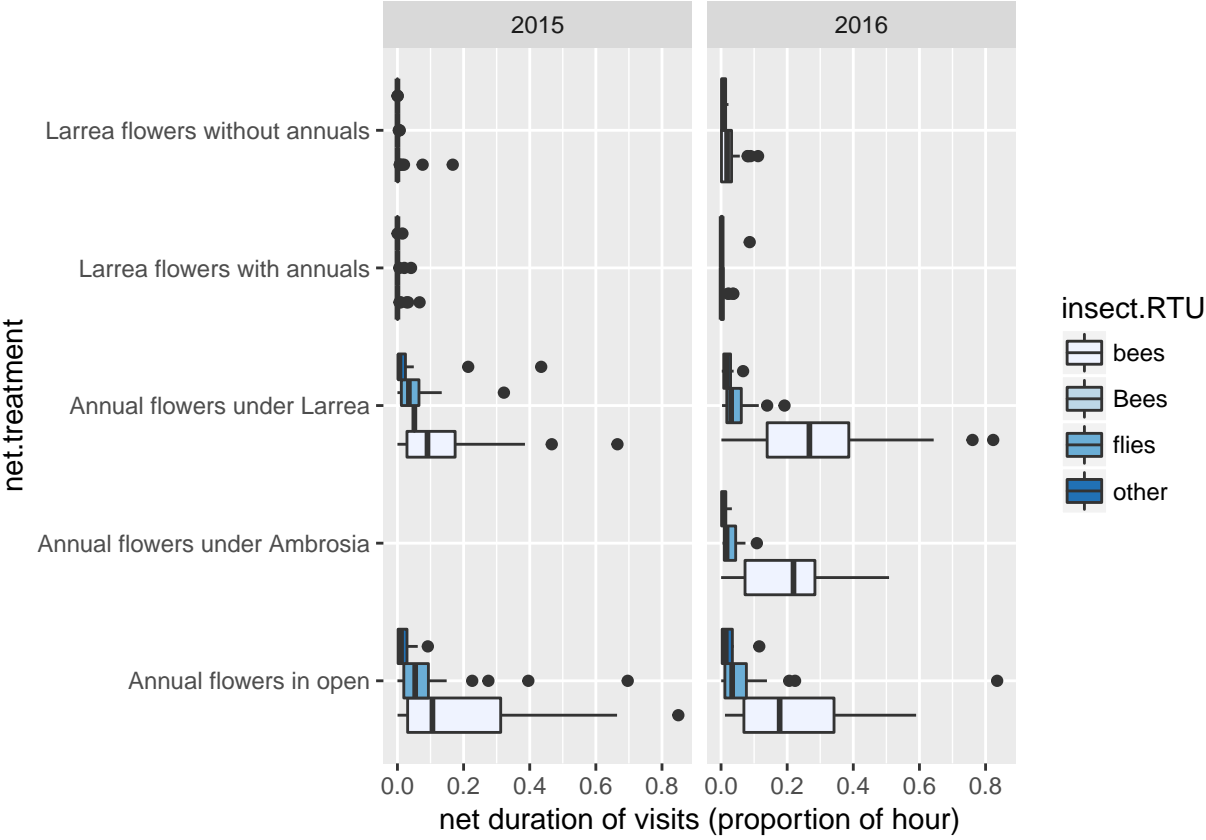 2015
2016
Larrea flowers without annuals
Larrea flowers with annuals
Annual flowers under Larrea
Annual flowers under Ambrosia
Annual flowers in open
net.treatment
0.0 0.2 0.4 0.6 0.8
0.0 0.2 0.4 0.6 0.8
net duration of visits (proportion of hour)
insect.RTU
bees
Bees
flies
other